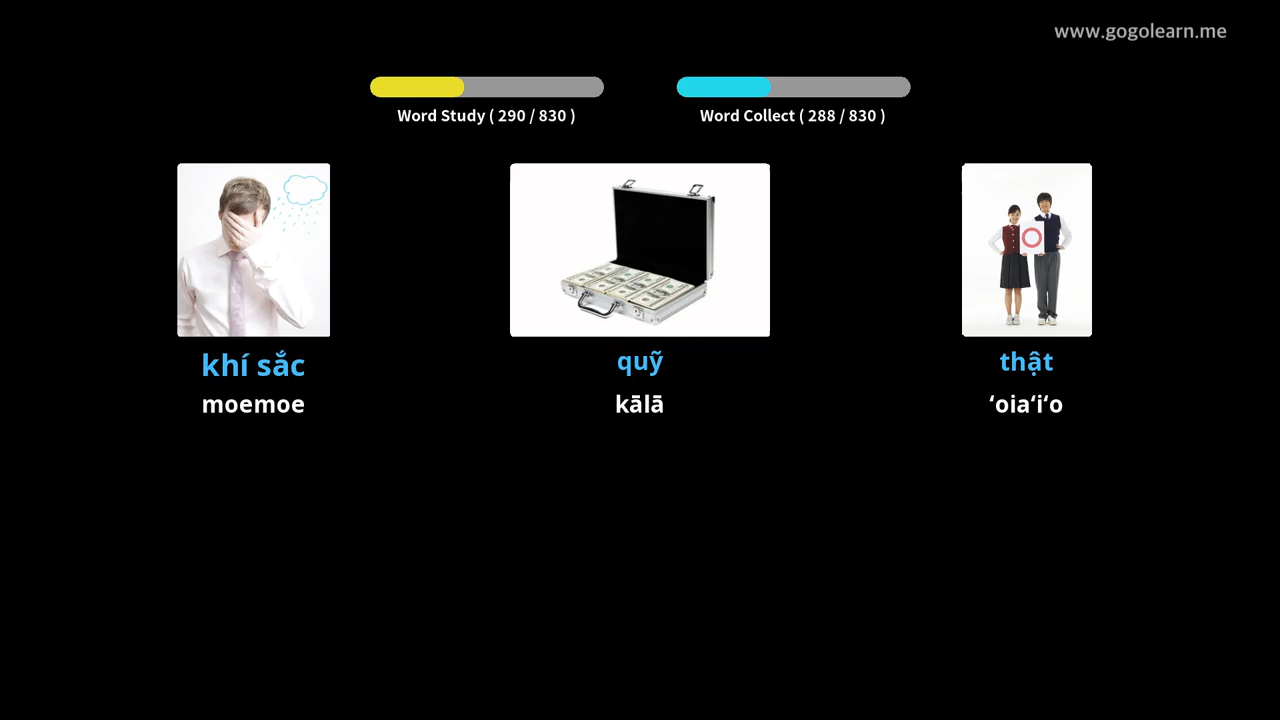 www.gogolearn.me
Word Study ( 290 / 830 )
Word Collect ( 288 / 830 )
khí sắc
quỹ
thật
moemoe
kālā
ʻoiaʻiʻo